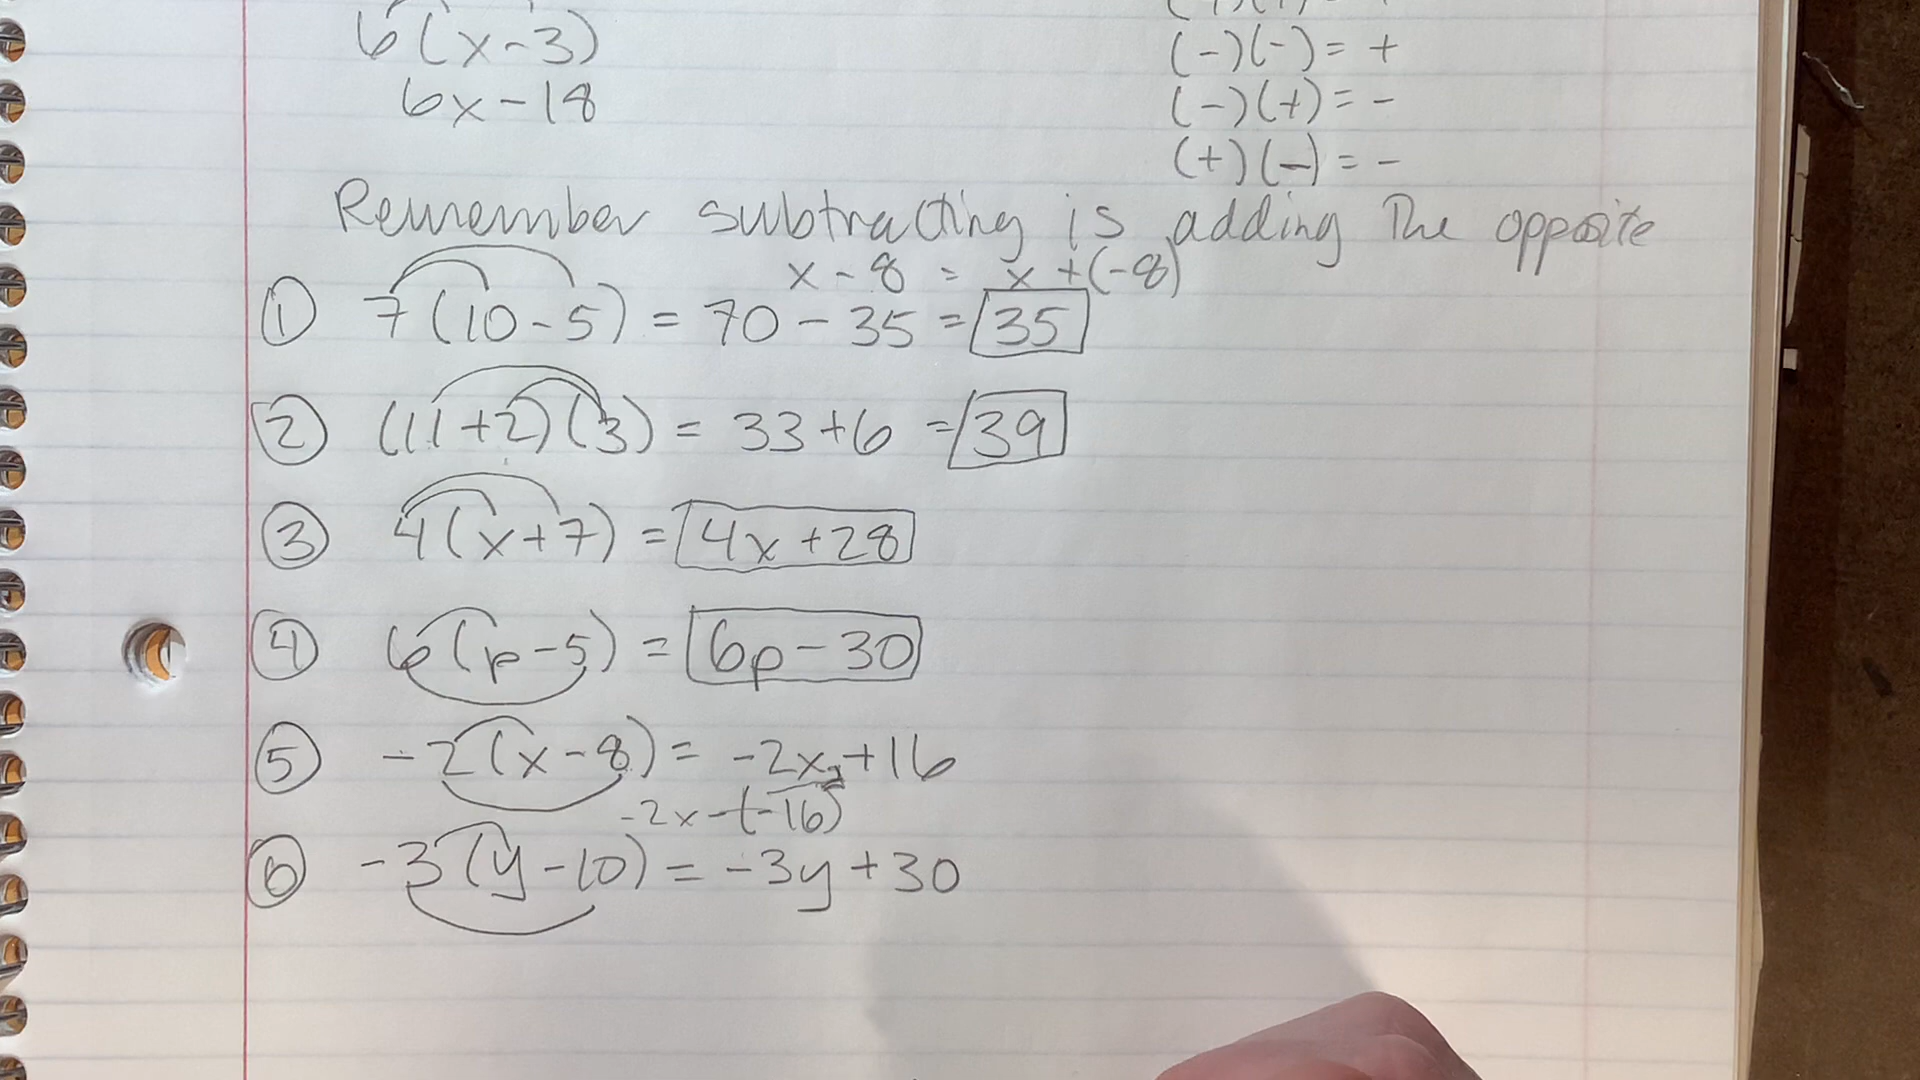 6(x-3)
6x-18
(-)(-) = +
(-)(+) = -
(+)(-) = -
Remember subtracting is adding the opposite
x - 8 = x + (-8)
① 7(10-5) = 70 - 35 = 35
② (11+2)(3) = 33+6 = 39
③ 4(x+7) = 4x+28
④ 6(p-5) = 6p-30
⑤ -2(x-8) = -2x+16
-2x-(-16)
⑥ -3(y-10) = -3y+30